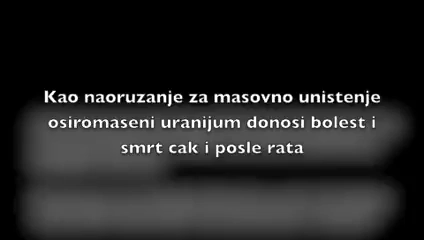 Kao naoruzanje za masovno unistenje
osiromaseni uranijum donosi bolest i
smrt cak i posle rata